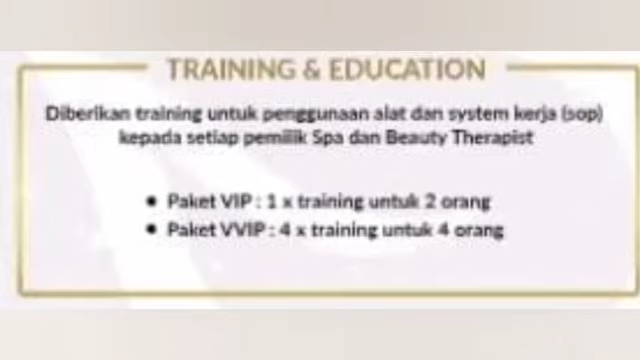 TRAINING & EDUCATION
Diberikan training untuk penggunaan alat dan system kerja (sop)
kepada setiap pemilik Spa dan Beauty Therapist
• Paket VIP : 1 x training untuk 2 orang
• Paket VVIP : 4 x training untuk 4 orang